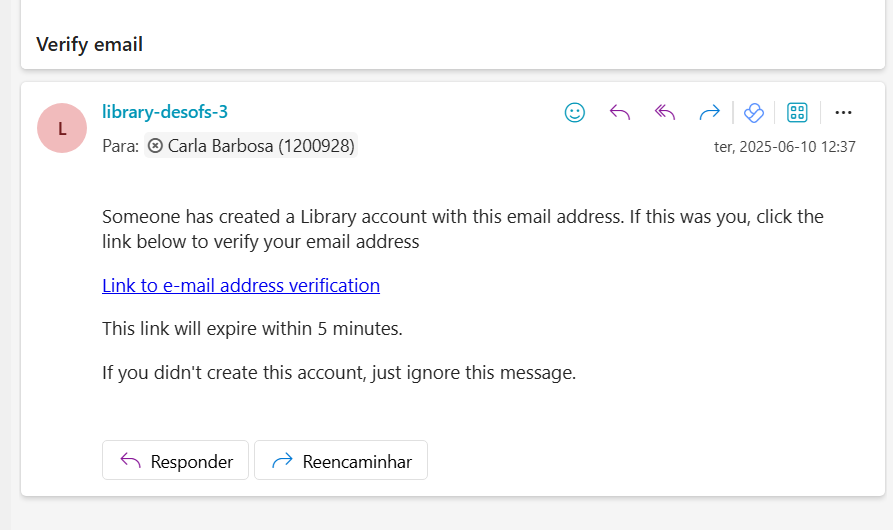 Verify email
L
library-desofs-3
Para: Carla Barbosa (1200928)
ter, 2025-06-10 12:37
Someone has created a Library account with this email address. If this was you, click the
link below to verify your email address
Link to e-mail address verification
This link will expire within 5 minutes.
If you didn't create this account, just ignore this message.
Responder
Reencaminhar